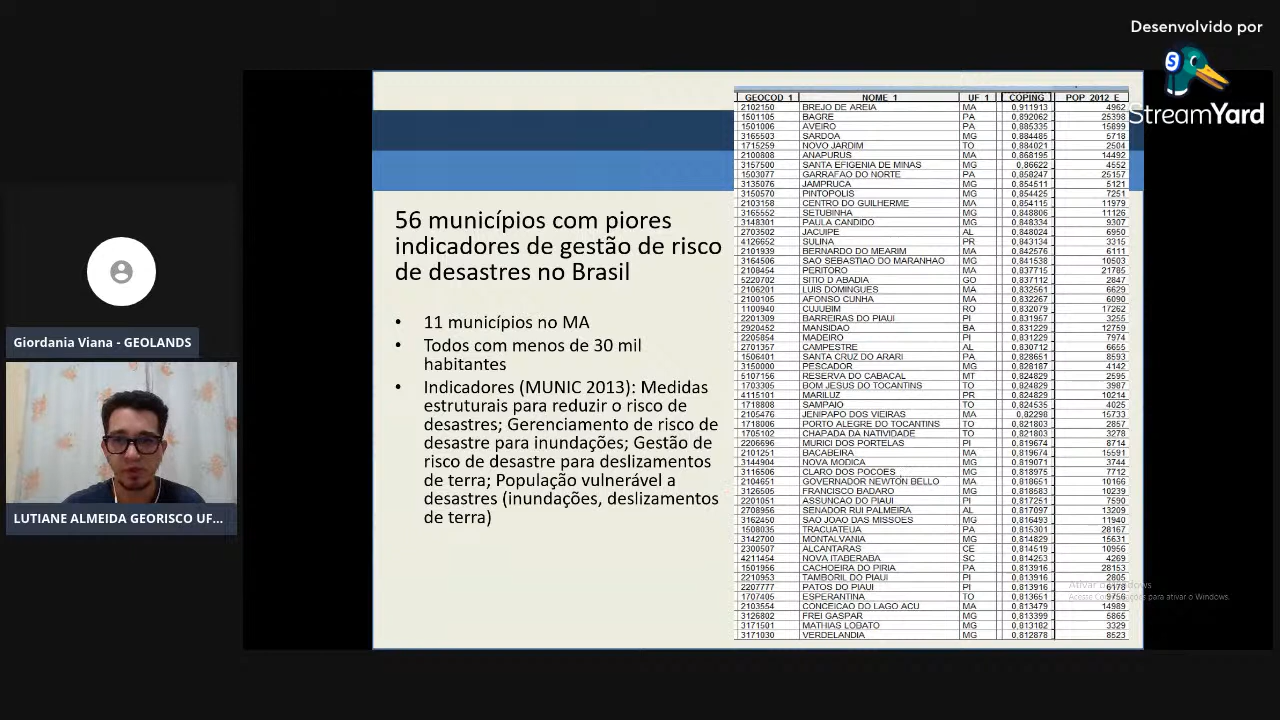 Desenvolvido por
StreamYard
56 municípios com piores
indicadores de gestão de risco
de desastres no Brasil
• 11 municípios no MA
• Todos com menos de 30 mil
habitantes
• Indicadores (MUNIC 2013): Medidas
estruturais para reduzir o risco de
desastres; Gerenciamento de risco de
desastre para inundações; Gestão de
risco de desastre para deslizamentos
de terra; População vulnerável a
desastres (inundações, deslizamentos
de terra)
GEOCOD_1 NOME_1 UF_1 COPING POP_2012_E
2102150 BREJO DE AREIA MA 0,911913 4962
1501105 BAGRE PA 0,892062 25398
1501006 AVEIRO PA 0,885335 15899
3165503 SARDOA MG 0,884485 5718
1715259 NOVO JARDIM TO 0,884021 2504
2100808 ANAPURUS MA 0,868195 14492
3157500 SANTA EFIGENIA DE MINAS MG 0,86622 4552
1503077 GARRAFAO DO NORTE PA 0,858247 25157
3135076 JAMPRUCA MG 0,854511 5121
3150570 PINTOPOLIS MG 0,854425 7251
2103158 CENTRO DO GUILHERME MA 0,854115 11979
3165552 SETUBINHA MG 0,848806 11126
3148301 PAULA CANDIDO MG 0,848334 9307
2703502 JACUIPE AL 0,848024 6950
4126652 SULINA PR 0,843134 3315
2101939 BERNARDO DO MEARIM MA 0,842576 6111
3164506 SAO SEBASTIAO DO MARANHAO MG 0,841538 10503
2108454 PERITORO MA 0,837715 21785
5220702 SITIO D ABADIA GO 0,837112 2847
2106201 LUIS DOMINGUES MA 0,832561 6629
2100105 AFONSO CUNHA MA 0,832267 6090
1100940 CUJUBIM RO 0,832079 17262
2201309 BARREIRAS DO PIAUI PI 0,831957 3255
2920452 MANSIDAO BA 0,831229 12759
2205854 MADEIRO PI 0,831229 7974
2701357 CAMPESTRE AL 0,830712 6655
1506401 SANTA CRUZ DO ARARI PA 0,828651 8593
3150000 PESCADOR MG 0,828187 4142
5107156 RESERVA DO CABACAL MT 0,824829 2595
1703305 BOM JESUS DO TOCANTINS TO 0,824829 3987
4115101 MARILUZ PR 0,824829 10214
1718808 SAMPAIO TO 0,824535 4025
2105476 JENIPAPO DOS VIEIRAS MA 0,82298 15733
1718006 PORTO ALEGRE DO TOCANTINS TO 0,821803 2857
1705102 CHAPADA DA NATIVIDADE TO 0,821803 3278
2206696 MURICI DOS PORTELAS PI 0,819674 8714
2101251 BACABEIRA MA 0,819674 15591
3144904 NOVA MODICA MG 0,819071 3744
3116506 CLARO DOS POCOES MG 0,818975 7712
2104651 GOVERNADOR NEWTON BELLO MA 0,818651 10166
3126505 FRANCISCO BADARO MG 0,818583 10239
2201051 ASSUNCAO DO PIAUI PI 0,817251 7590
2708956 SENADOR RUI PALMEIRA AL 0,817097 13209
3162450 SAO JOAO DAS MISSOES MG 0,816493 11940
1508035 TRACUATEUA PA 0,815301 28167
3142700 MONTALVANIA MG 0,814829 15631
2300507 ALCANTARAS CE 0,814519 10956
4211454 NOVA ITABERABA SC 0,814253 4269
1501956 CACHOEIRA DO PIRIA PA 0,813916 28153
2210953 TAMBORIL DO PIAUI PI 0,813916 2805
2207777 PATOS DO PIAUI PI 0,813916 6178
1707405 ESPERANTINA TO 0,813651 9756
2103554 CONCEICAO DO LAGO ACU MA 0,813479 14989
3126802 FREI GASPAR MG 0,813399 5865
3171501 MATHIAS LOBATO MG 0,813182 3329
3171030 VERDELANDIA MG 0,812878 8523
Giordania Viana - GEOLANDS
LUTIANE ALMEIDA GEORISCO UF...
para ativar o Windows.